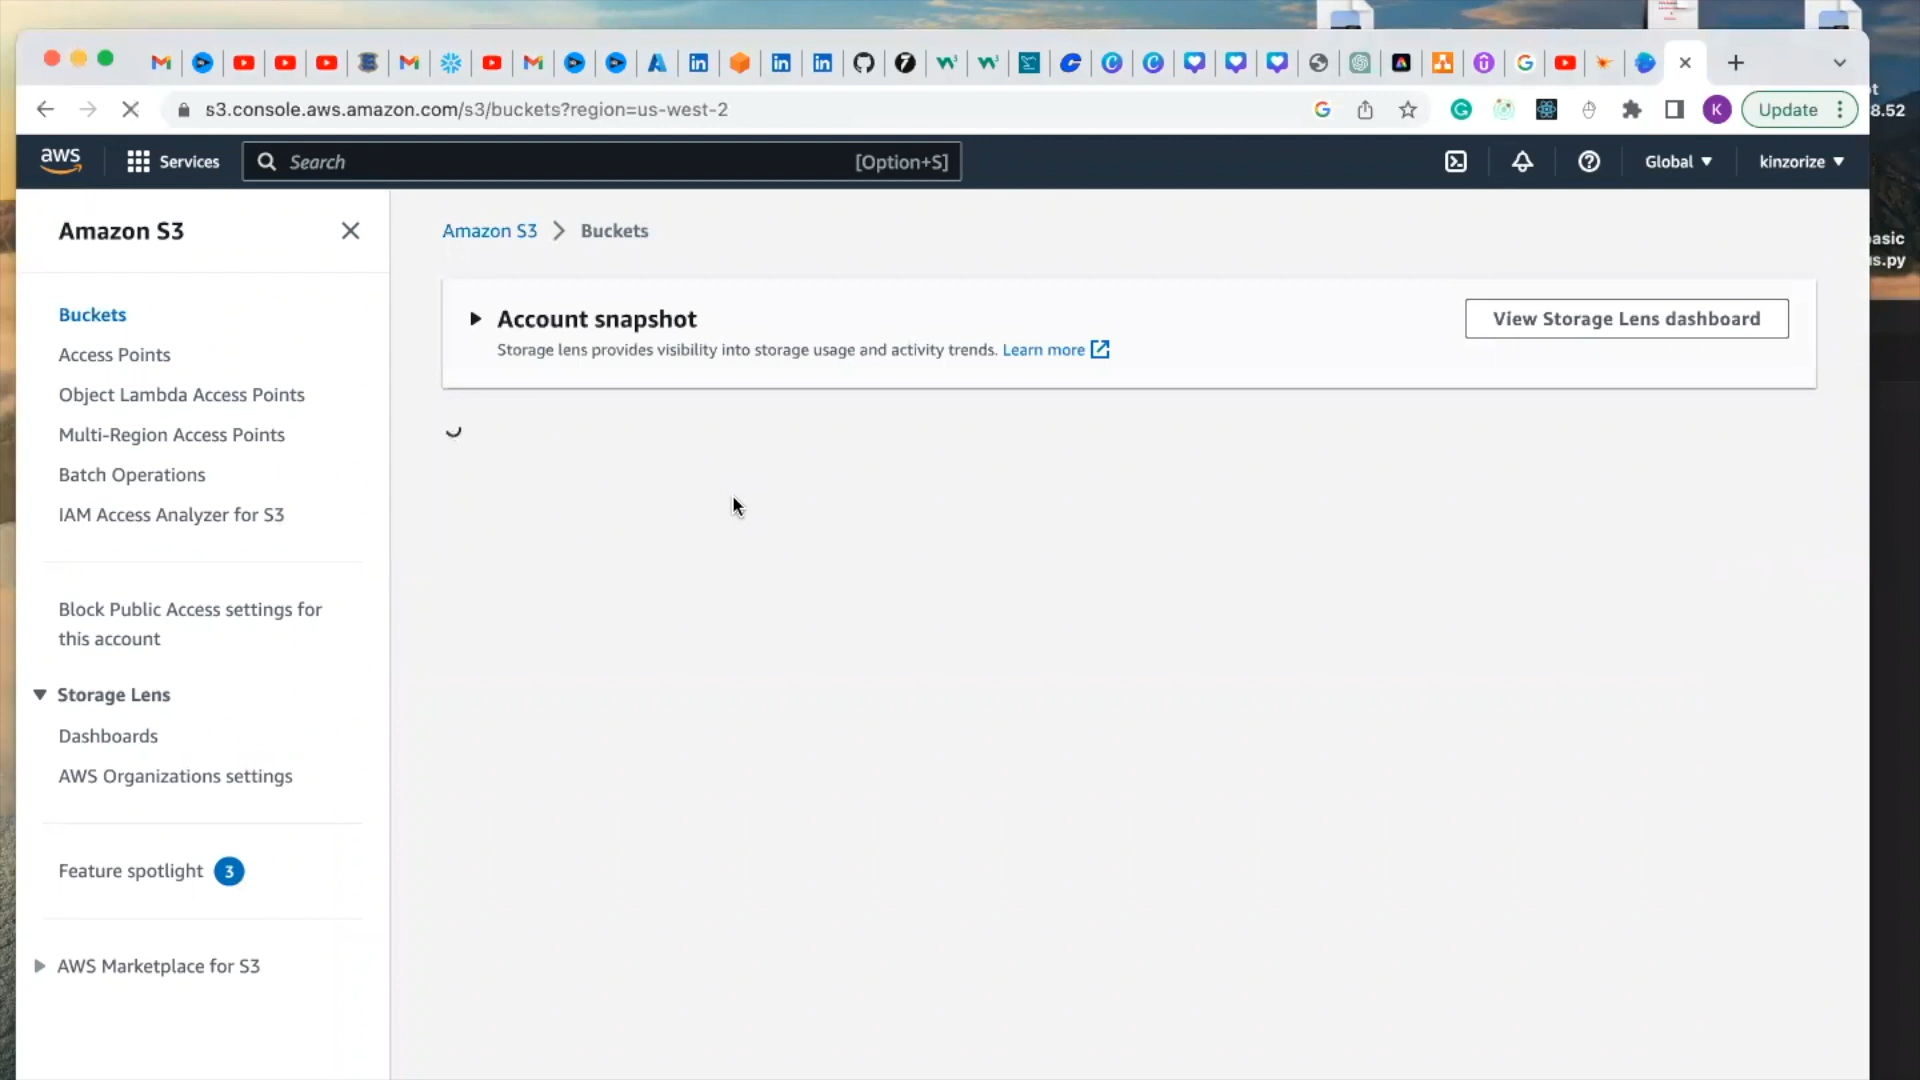 s3.console.aws.amazon.com/s3/buckets?region=us-west-2
K
Update
8.52
aws
Services
Search
[Option+S]
Global
kinzorize
asic
s.py
Amazon S3
Buckets
Access Points
Object Lambda Access Points
Multi-Region Access Points
Batch Operations
IAM Access Analyzer for S3
Block Public Access settings for
this account
Storage Lens
Dashboards
AWS Organizations settings
Feature spotlight 3
AWS Marketplace for S3
Amazon S3 > Buckets
Account snapshot
Storage lens provides visibility into storage usage and activity trends. Learn more
View Storage Lens dashboard